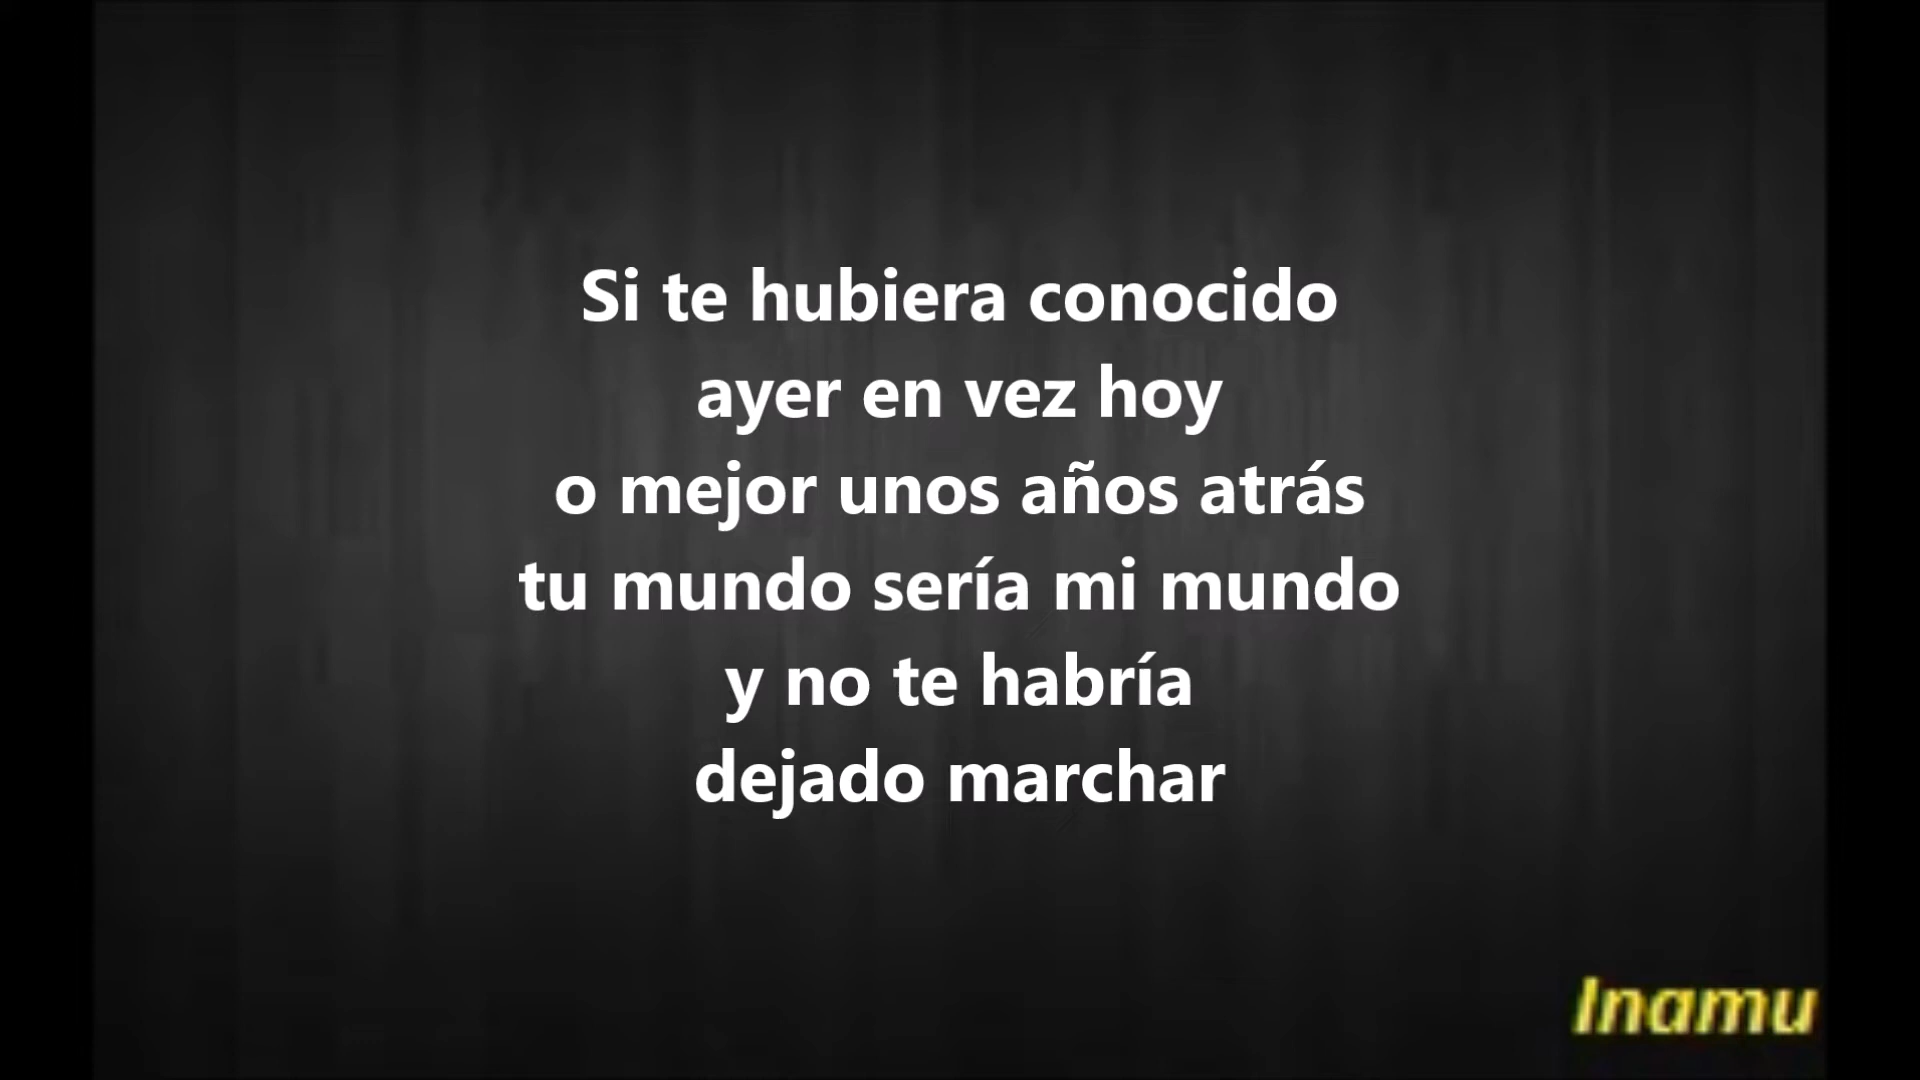 Si te hubiera conocido
ayer en vez hoy
o mejor unos años atrás
tu mundo sería mi mundo
y no te habría
dejado marchar
Inamu